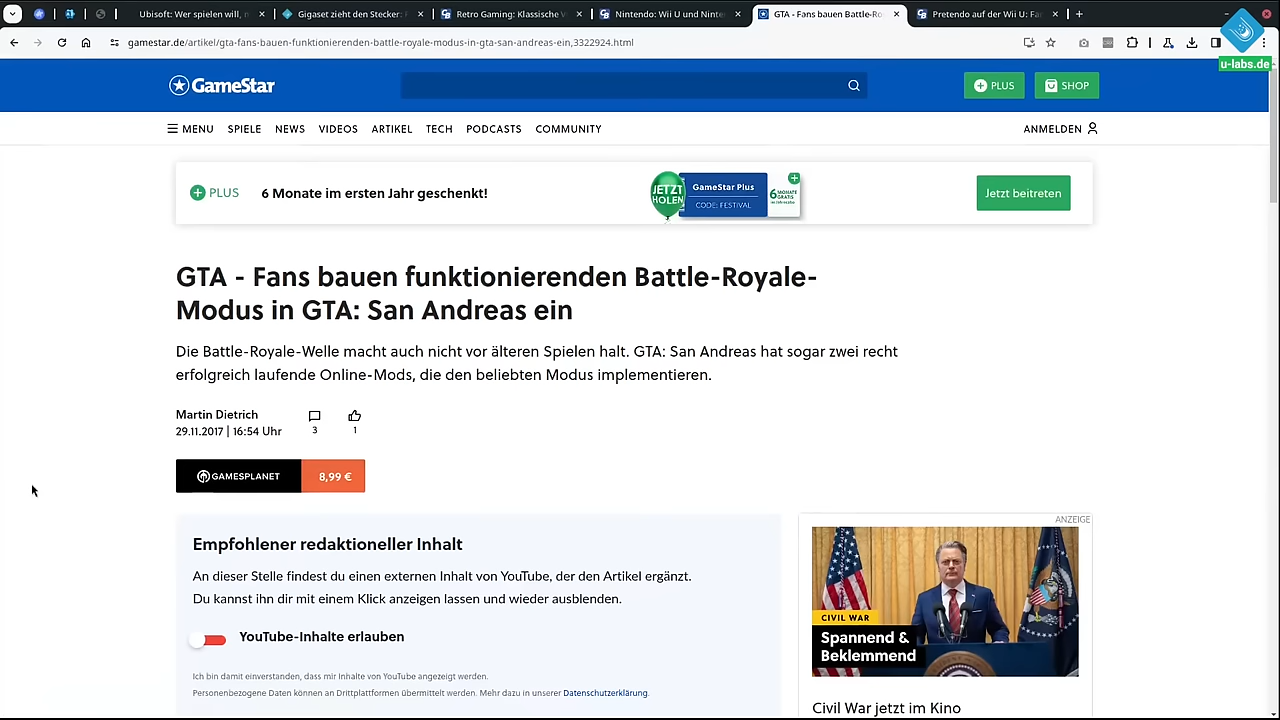 Ubisoft: Wer spielen will, n
Gigaset zieht den Stecker:
Retro Gaming: Klassische V
Nintendo: Wii U und Ninten
GTA - Fans bauen Battle-Ro
Pretendo auf der Wii U: Fa
gamestar.de/artikel/gta-fans-bauen-funktionierenden-battle-royale-modus-in-gta-san-andreas-ein,3322924.html
u-labs.de
GameStar
PLUS
SHOP
MENU
SPIELE
NEWS
VIDEOS
ARTIKEL
TECH
PODCASTS
COMMUNITY
ANMELDEN
PLUS
6 Monate im ersten Jahr geschenkt!
JETZT
HOLEN
GameStar Plus
CODE: FESTIVAL
6 MONATE
GRATIS
Jetzt beitreten
GTA - Fans bauen funktionierenden Battle-Royale-
Modus in GTA: San Andreas ein
Die Battle-Royale-Welle macht auch nicht vor älteren Spielen halt. GTA: San Andreas hat sogar zwei recht
erfolgreich laufende Online-Mods, die den beliebten Modus implementieren.
Martin Dietrich
29.11.2017 | 16:54 Uhr
3
1
GAMESPLANET
8,99 €
Empfohlener redaktioneller Inhalt
An dieser Stelle findest du einen externen Inhalt von YouTube, der den Artikel ergänzt.
Du kannst ihn dir mit einem Klick anzeigen lassen und wieder ausblenden.
YouTube-Inhalte erlauben
Ich bin damit einverstanden, dass mir Inhalte von YouTube angezeigt werden.
Personenbezogene Daten können an Drittplattformen übermittelt werden. Mehr dazu in unserer Datenschutzerklärung.
ANZEIGE
CIVIL WAR
Spannend &
Beklemmend
Civil War jetzt im Kino